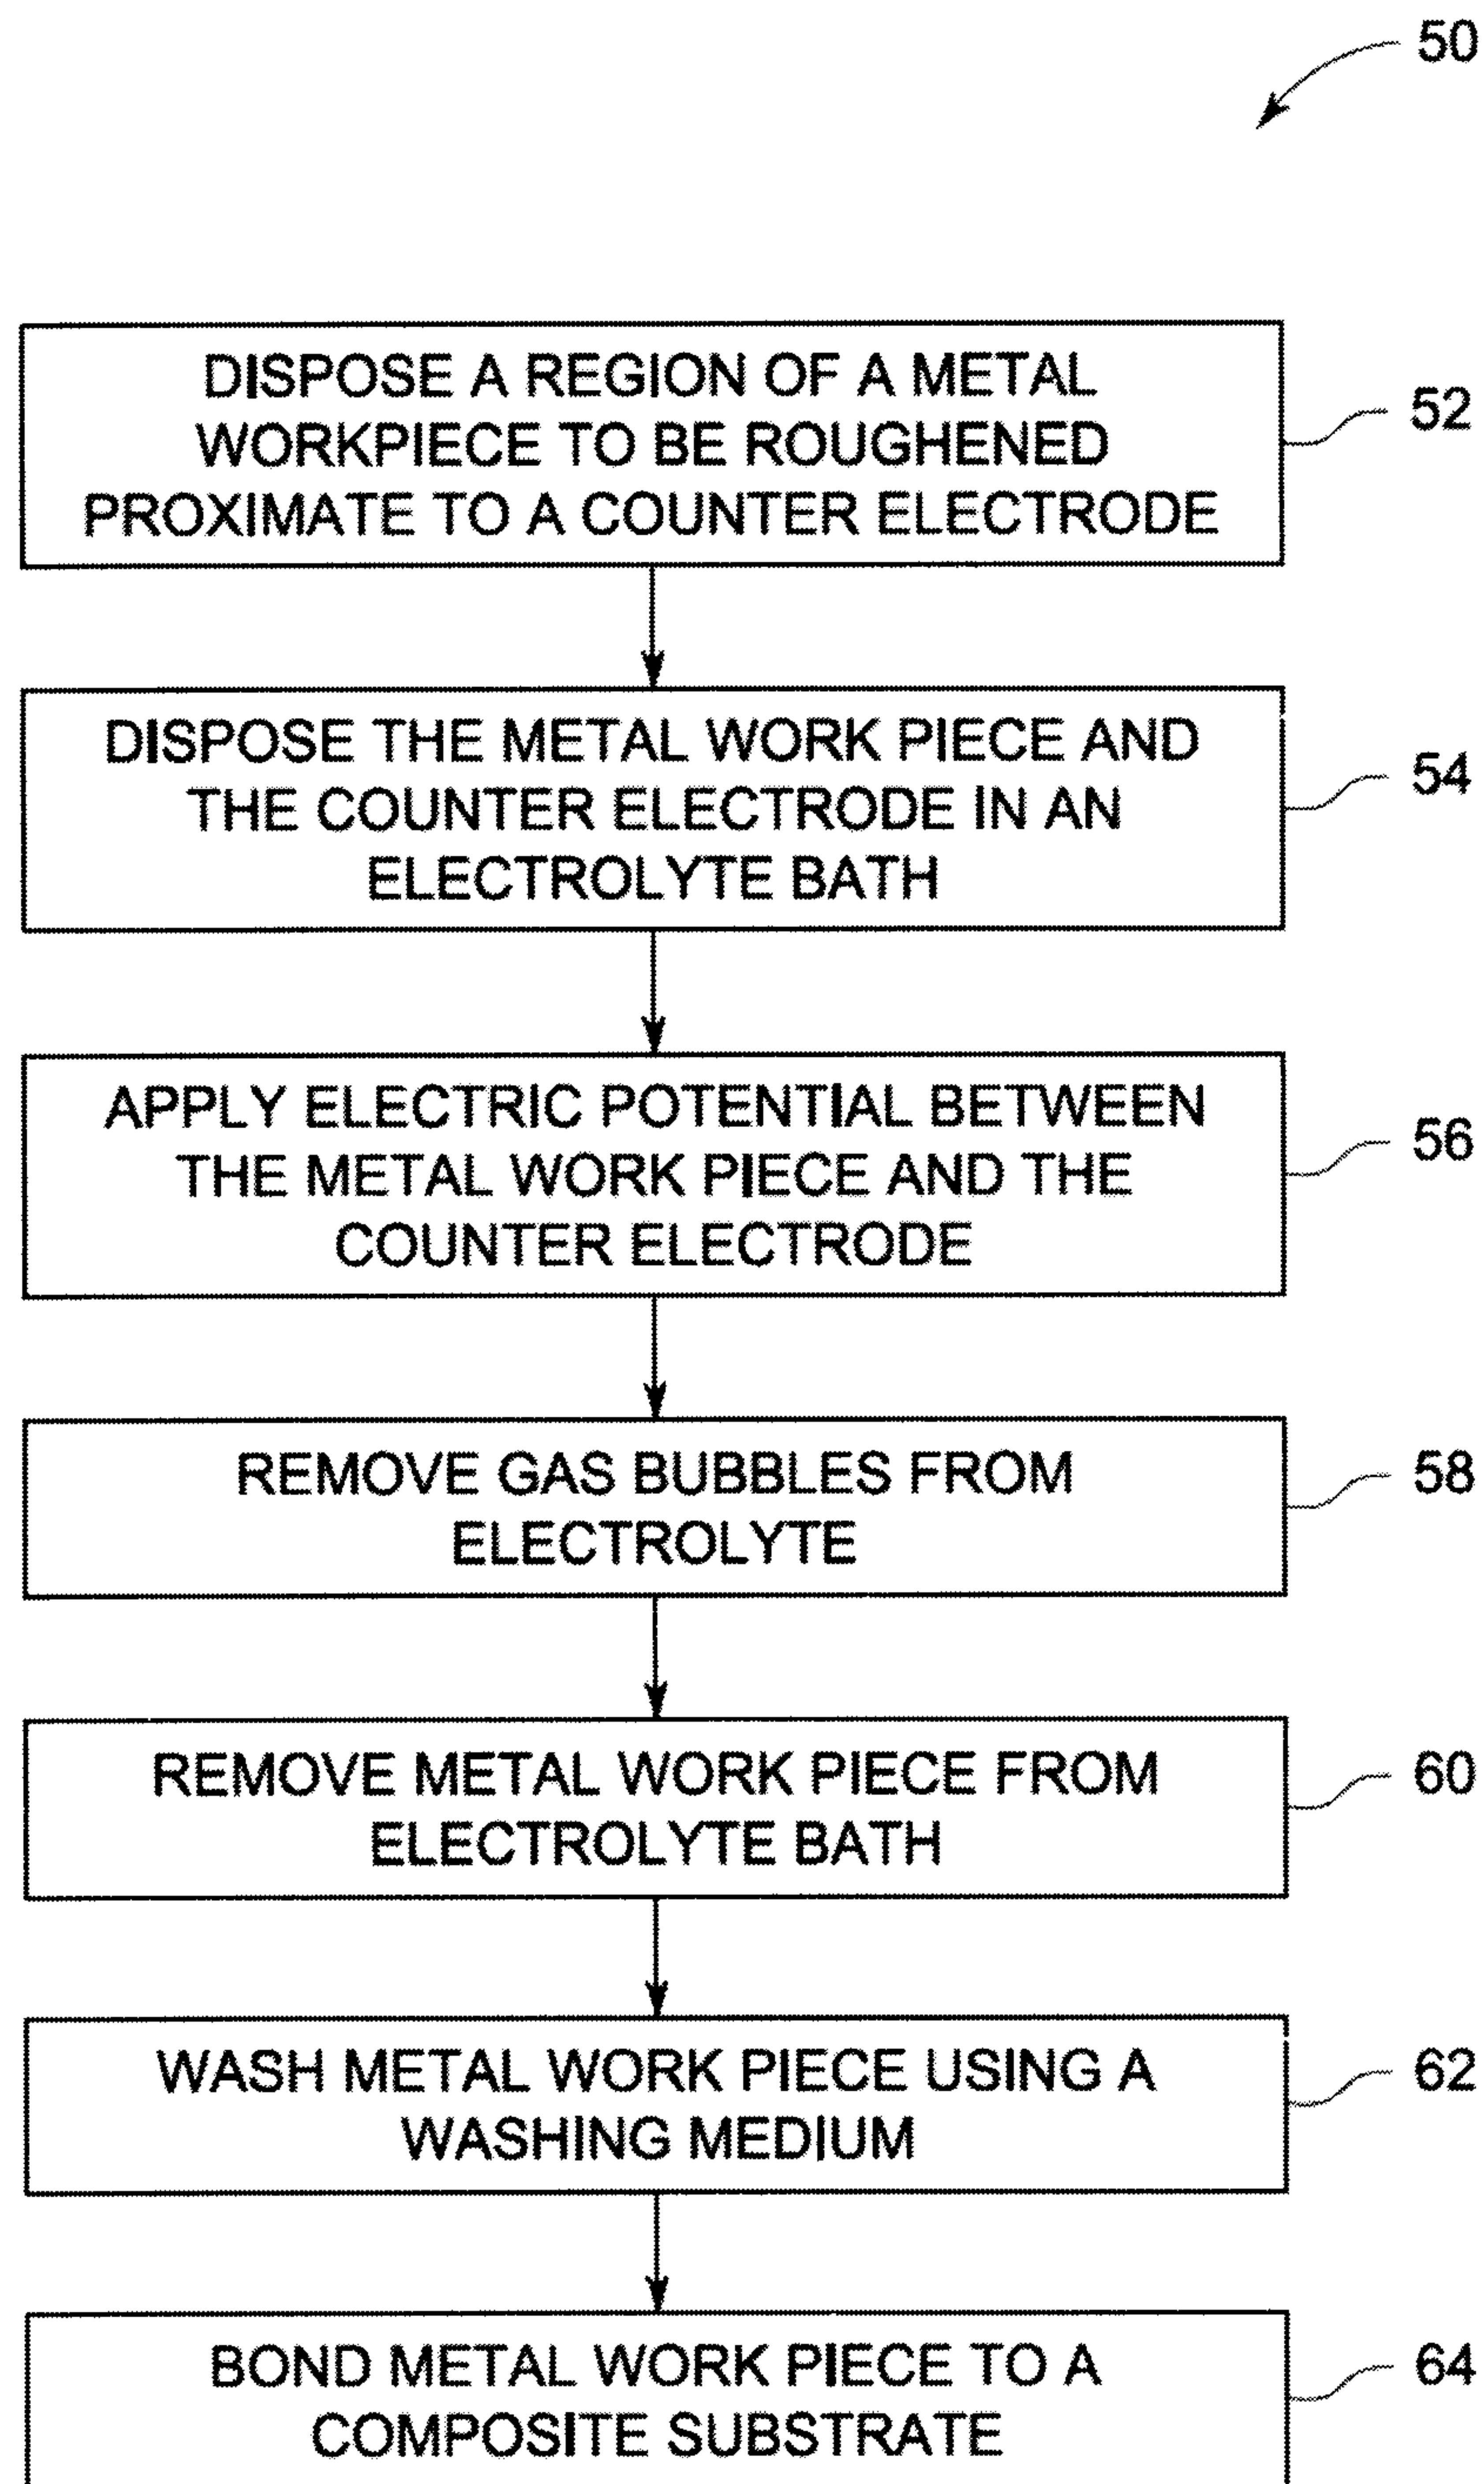 50
DISPOSE A REGION OF A METAL
WORKPIECE TO BE ROUGHENED
PROXIMATE TO A COUNTER ELECTRODE
52
DISPOSE THE METAL WORK PIECE AND
THE COUNTER ELECTRODE IN AN
ELECTROLYTE BATH
54
APPLY ELECTRIC POTENTIAL BETWEEN
THE METAL WORK PIECE AND THE
COUNTER ELECTRODE
56
REMOVE GAS BUBBLES FROM
ELECTROLYTE
58
REMOVE METAL WORK PIECE FROM
ELECTROLYTE BATH
60
WASH METAL WORK PIECE USING A
WASHING MEDIUM
62
BOND METAL WORK PIECE TO A
COMPOSITE SUBSTRATE
64